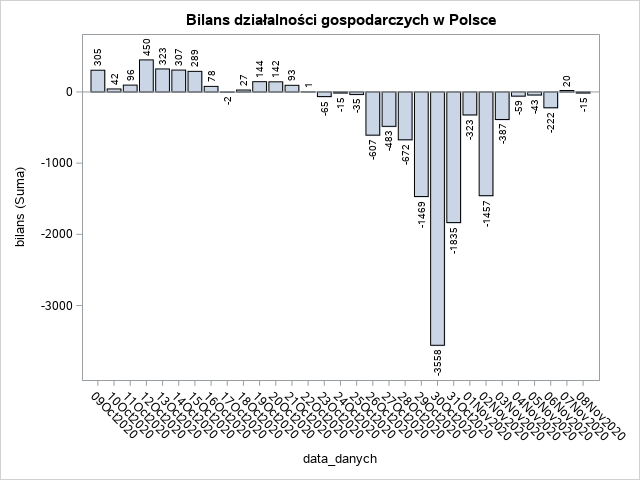 Bilans działalności gospodarczych w Polsce
bilans (Suma)
0
-1000
-2000
-3000
305
42
96
450
323
307
289
78
-2
27
144
142
93
1
-65
-15
-35
-607
-483
-672
-1469
-3558
-1835
-323
-1457
-387
-59
-43
-222
20
-15
09Oct2020
10Oct2020
11Oct2020
12Oct2020
13Oct2020
14Oct2020
15Oct2020
16Oct2020
17Oct2020
18Oct2020
19Oct2020
20Oct2020
21Oct2020
22Oct2020
23Oct2020
24Oct2020
25Oct2020
26Oct2020
27Oct2020
28Oct2020
29Oct2020
30Oct2020
31Oct2020
01Nov2020
02Nov2020
03Nov2020
04Nov2020
05Nov2020
06Nov2020
07Nov2020
08Nov2020
data_danych